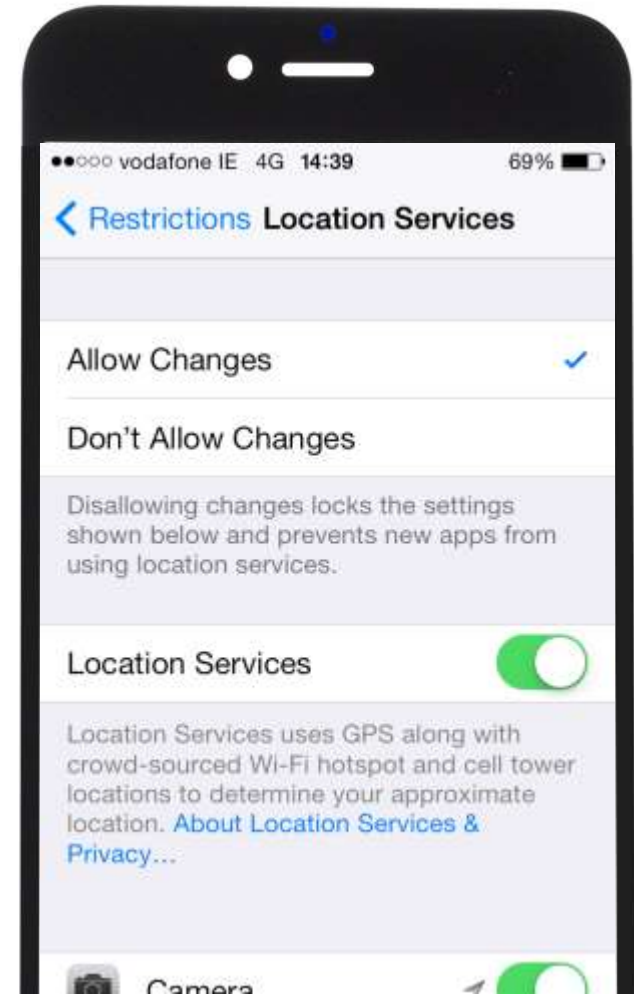 vodafone IE 4G 14:39 69%
Restrictions Location Services
Allow Changes
Don't Allow Changes
Disallowing changes locks the settings
shown below and prevents new apps from
using location services.
Location Services
Location Services uses GPS along with
crowd-sourced Wi-Fi hotspot and cell tower
locations to determine your approximate
location. About Location Services &
Privacy...
Camera